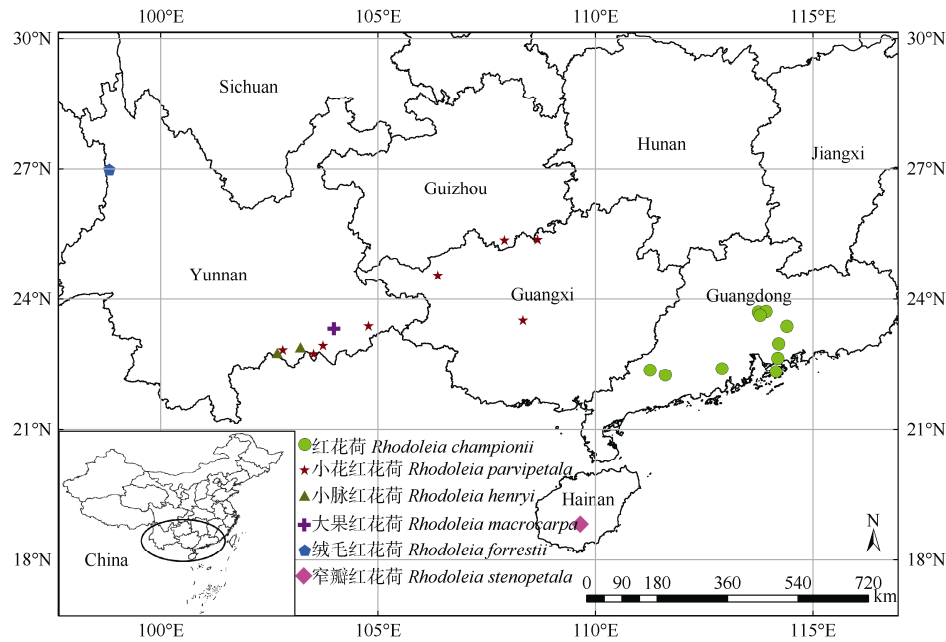 100°E 105°E 110°E 115°E
30°N 30°N
Sichuan
Hunan
Jiangxi
27°N 27°N
Guizhou
Yunnan
24°N Guangxi Guangdong 24°N
21°N 21°N
红花荷 Rhodoleia championii
小花红花荷 Rhodoleia parvipetala
小脉红花荷 Rhodoleia henryi
Hainan
大果红花荷 Rhodoleia macrocarpa
绒毛红花荷 Rhodoleia forrestii
窄瓣红花荷 Rhodoleia stenopetala
China
N
18°N 18°N
0 90 180 360 540 720
km
100°E 105°E 110°E 115°E